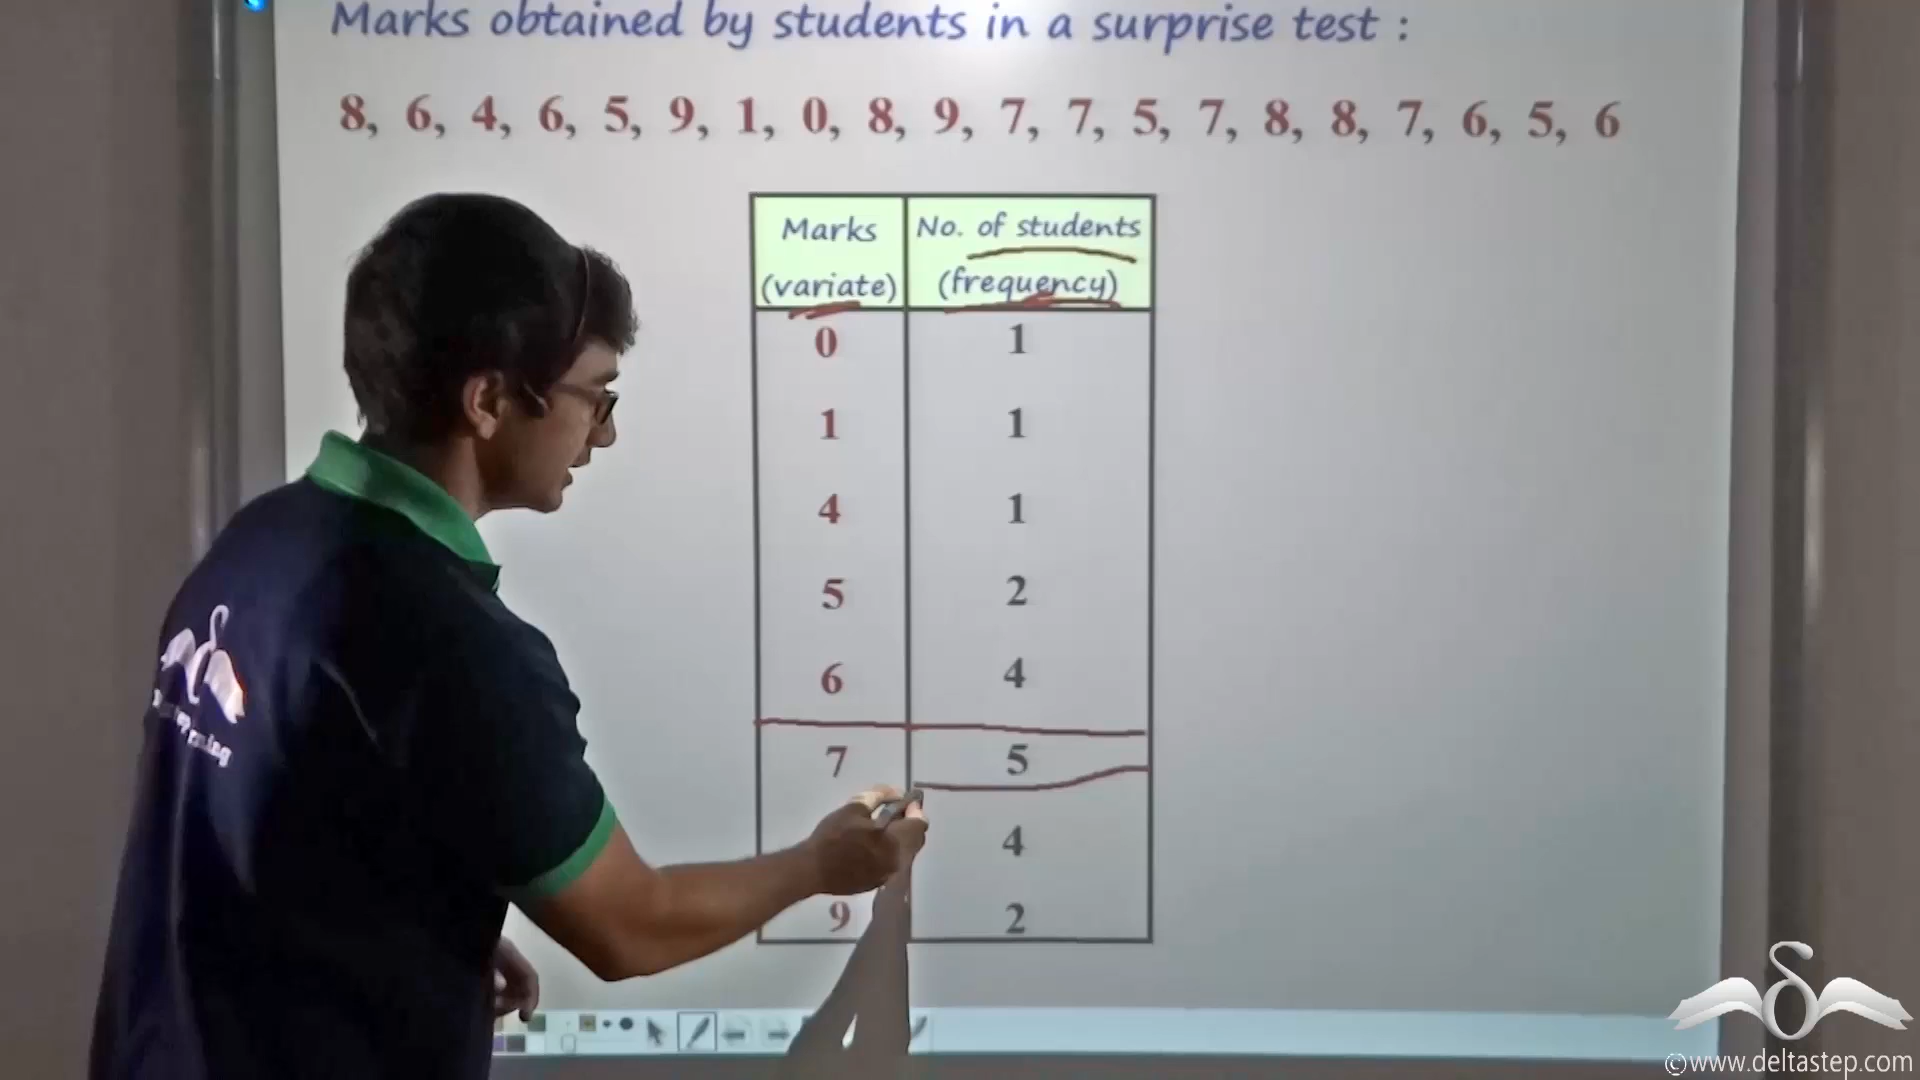 Marks obtained by students in a surprise test :
8, 6, 4, 6, 5, 9, 1, 0, 8, 9, 7, 7, 5, 7, 8, 8, 7, 6, 5, 6
Marks No. of students
(variate) (frequency)
0 1
1 1
4 1
5 2
6 4
7 5
4
9 2
©www.deltastep.com